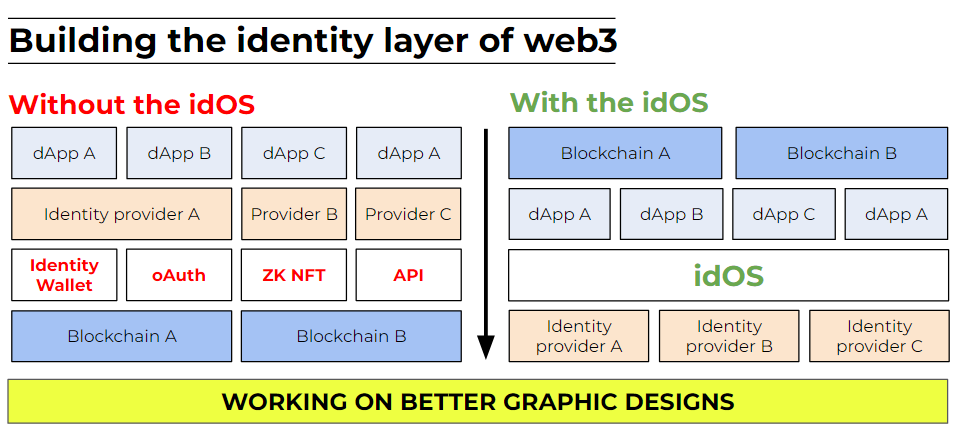 Building the identity layer of web3
Without the idOS
dApp A
dApp B
dApp C
dApp A
Identity provider A
Provider B
Provider C
Identity
Wallet
oAuth
ZK NFT
API
Blockchain A
Blockchain B
With the idOS
Blockchain A
Blockchain B
dApp A
dApp B
dApp C
dApp A
idOS
Identity
provider A
Identity
provider B
Identity
provider C
WORKING ON BETTER GRAPHIC DESIGNS